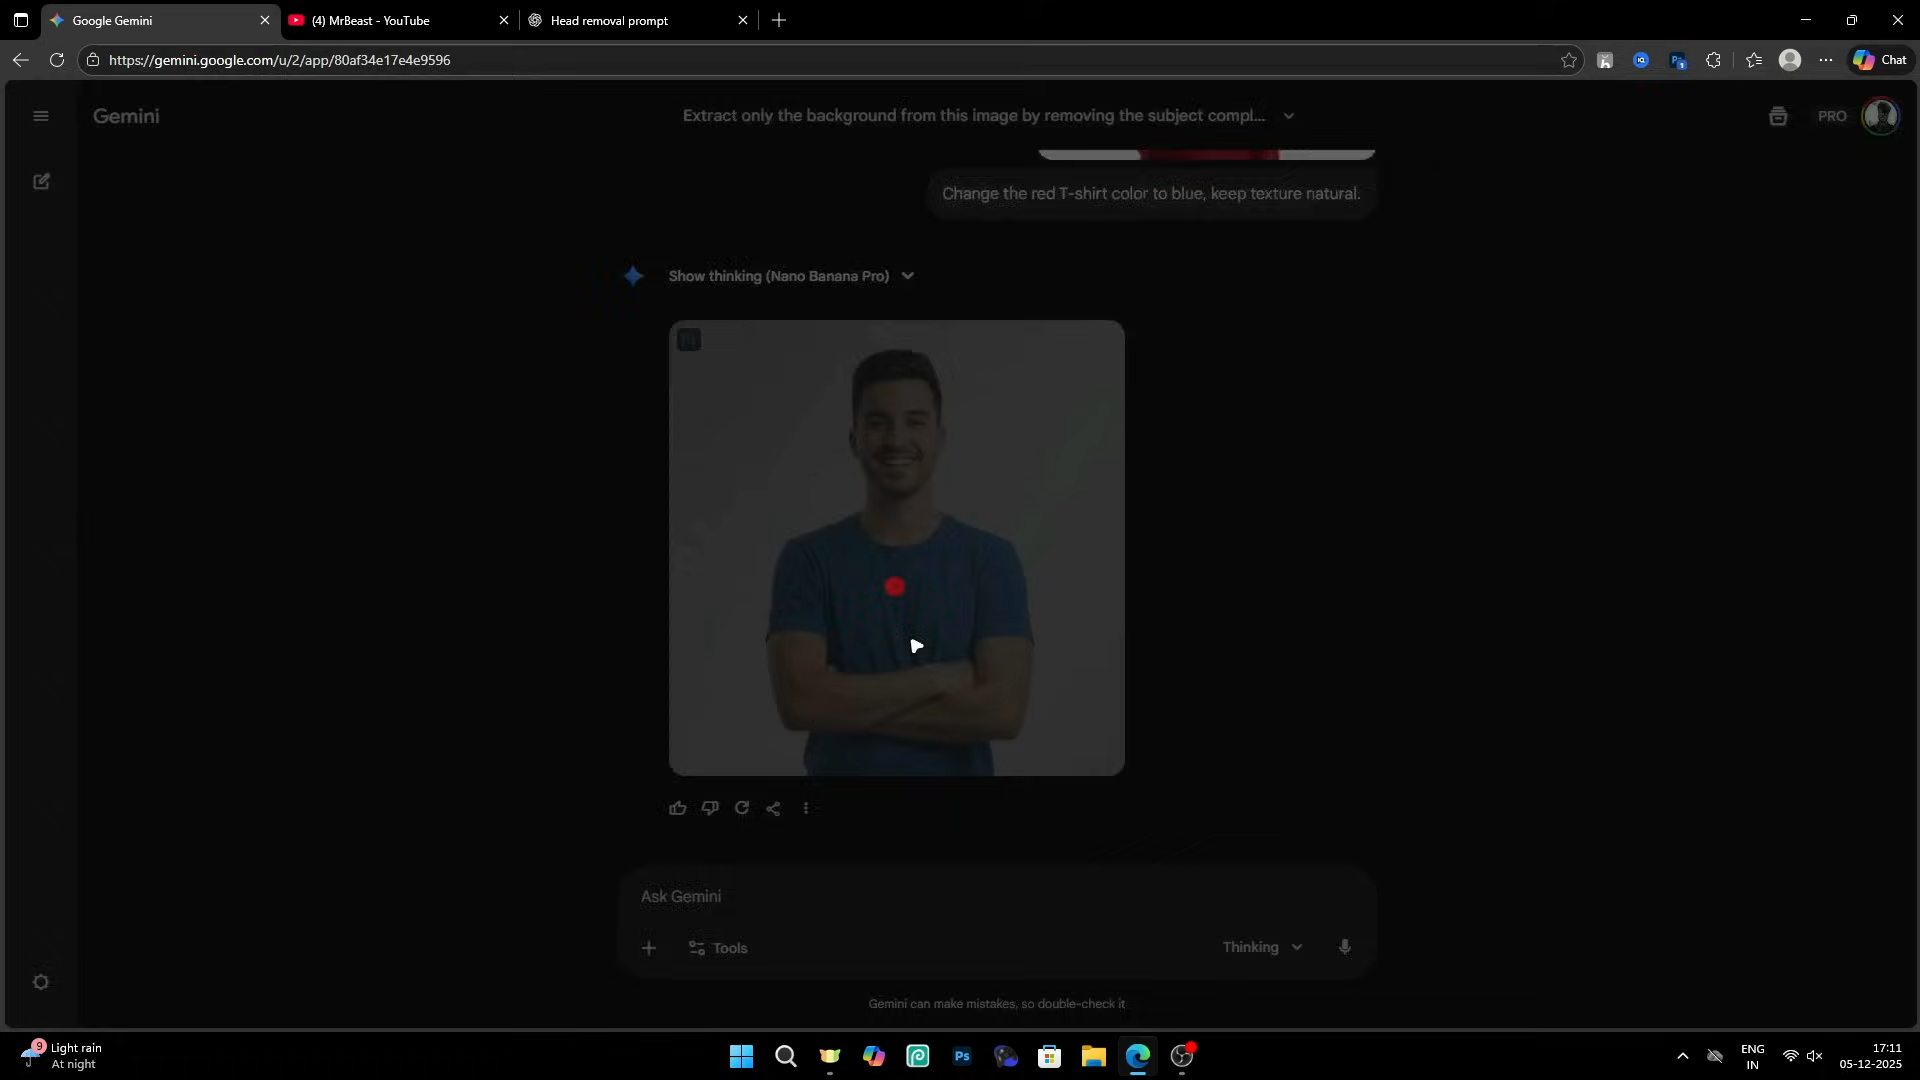 Google Gemini
(4) MrBeast - YouTube
Head removal prompt
https://gemini.google.com/u/2/app/80af34e17e4e9596
Chat
Gemini
Extract only the background from this image by removing the subject compl...
PRO
Change the red T-shirt color to blue, keep texture natural.
Show thinking (Nano Banana Pro)
Ask Gemini
Tools
Thinking
Gemini can make mistakes, so double-check it
9
Light rain
At night
Ps
ENG
IN
17:11
05-12-2025